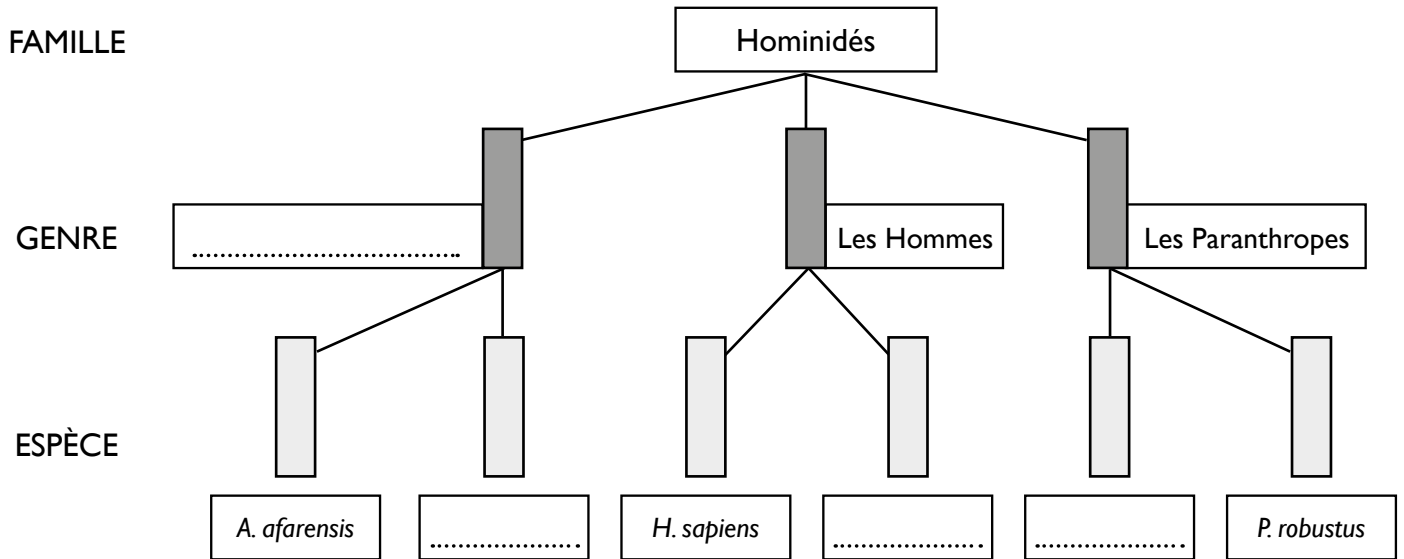 FAMILLE
Hominidés
GENRE
....................................
Les Hommes
Les Paranthropes
ESPÈCE
A. afarensis
....................
H. sapiens
....................
....................
P. robustus